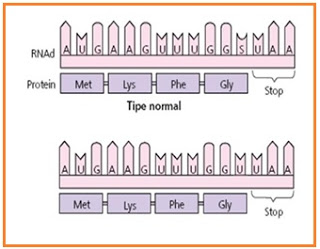 A U G A A G U U U G G S U A A
RNAd
Protein Met Lys Phe Gly Stop
Tipe normal
A U G A A G U U U G G U U A A
Met Lys Phe Gly Stop